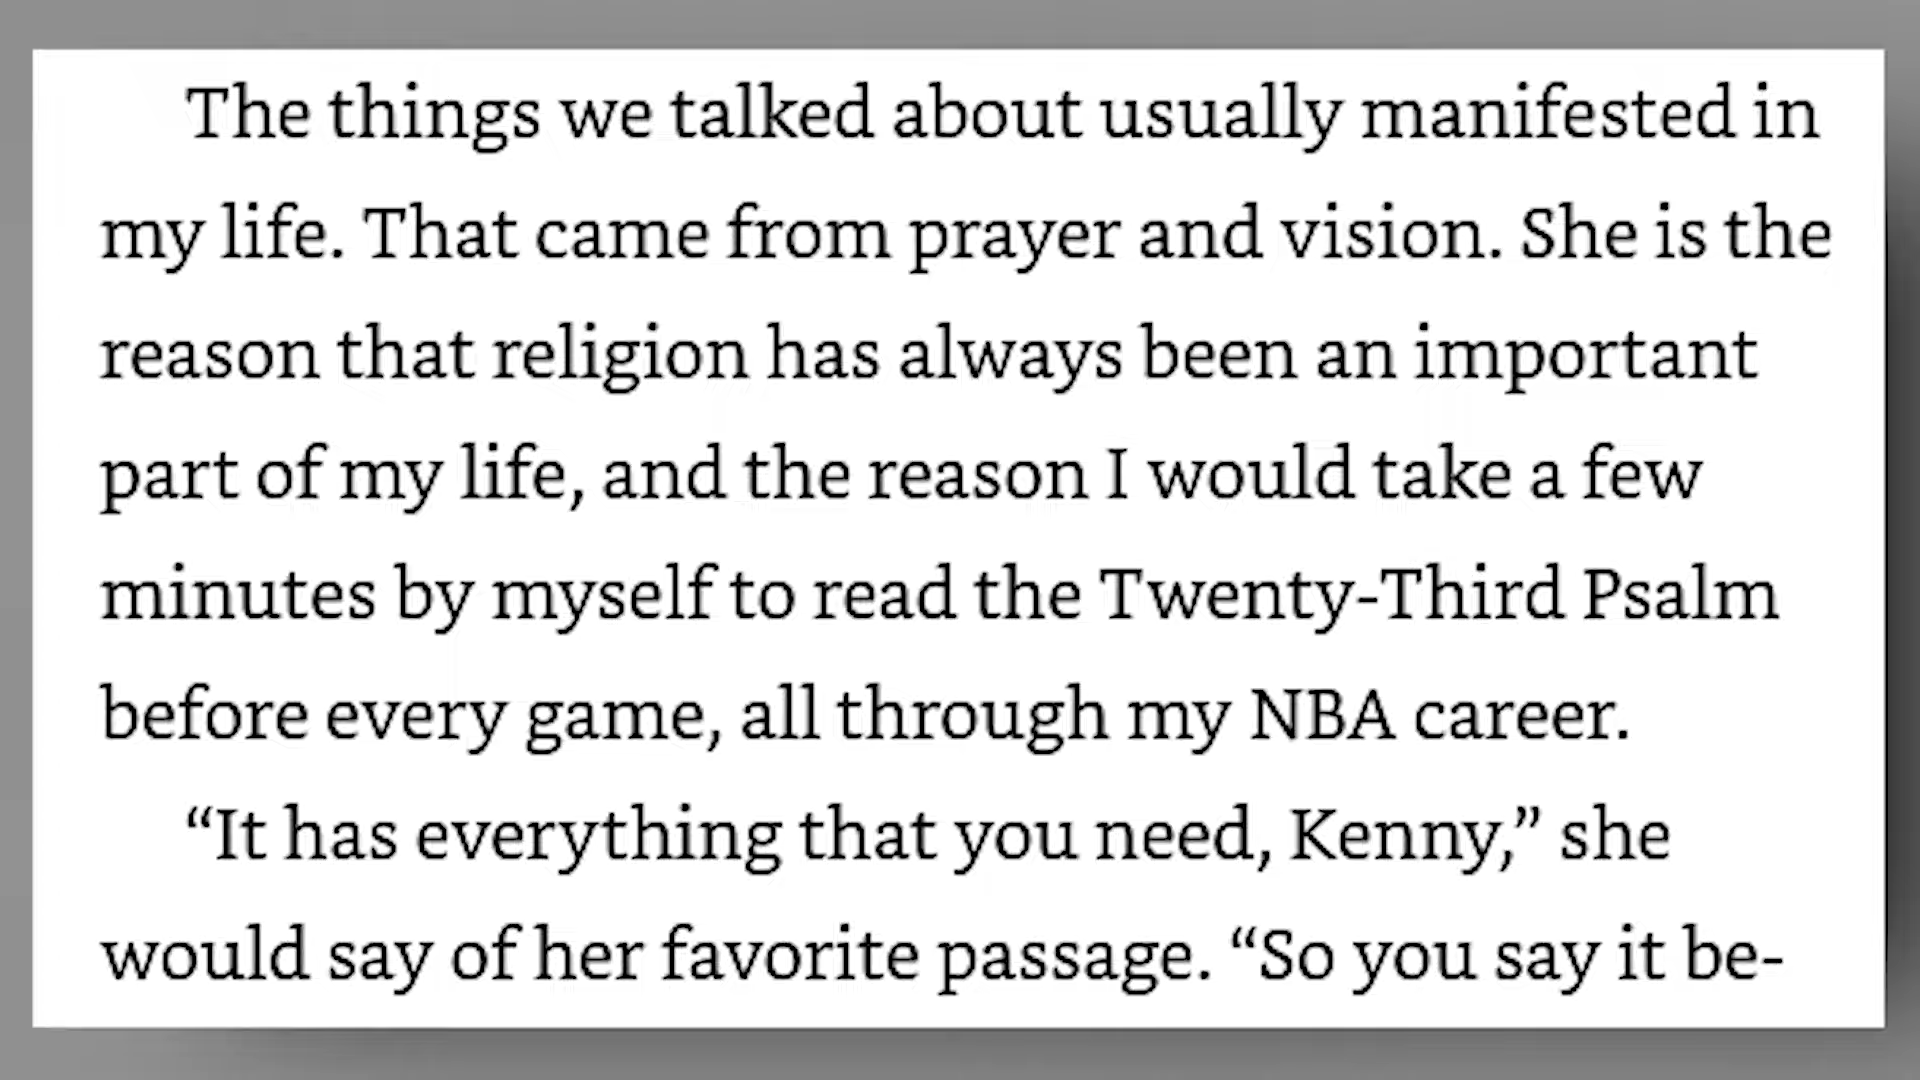 The things we talked about usually manifested in
my life. That came from prayer and vision. She is the
reason that religion has always been an important
part of my life, and the reason I would take a few
minutes by myself to read the Twenty-Third Psalm
before every game, all through my NBA career.
“It has everything that you need, Kenny,” she
would say of her favorite passage. “So you say it be-